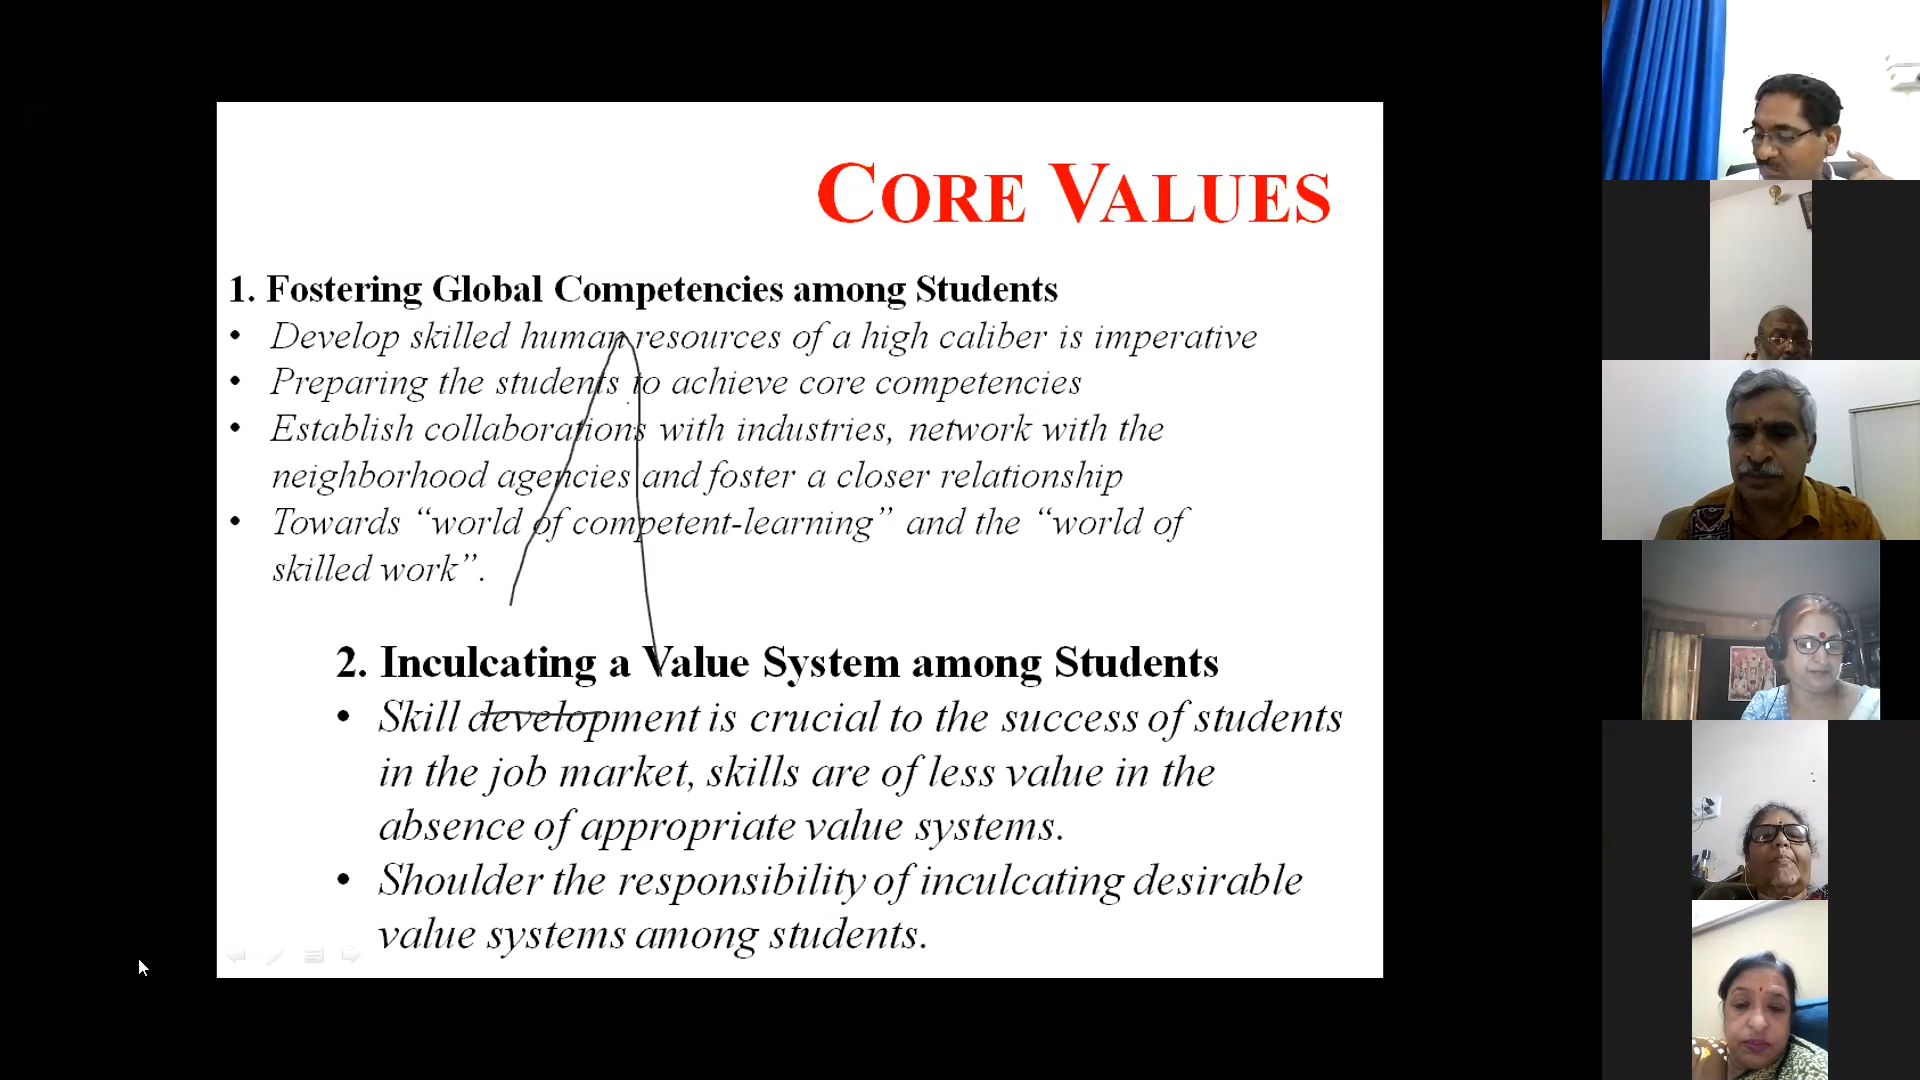 CORE VALUES
1. Fostering Global Competencies among Students
• Develop skilled human resources of a high caliber is imperative
• Preparing the students to achieve core competencies
• Establish collaborations with industries, network with the
neighborhood agencies and foster a closer relationship
• Towards “world of competent-learning” and the “world of
skilled work”.
2. Inculcating a Value System among Students
• Skill development is crucial to the success of students
in the job market, skills are of less value in the
absence of appropriate value systems.
• Shoulder the responsibility of inculcating desirable
value systems among students.